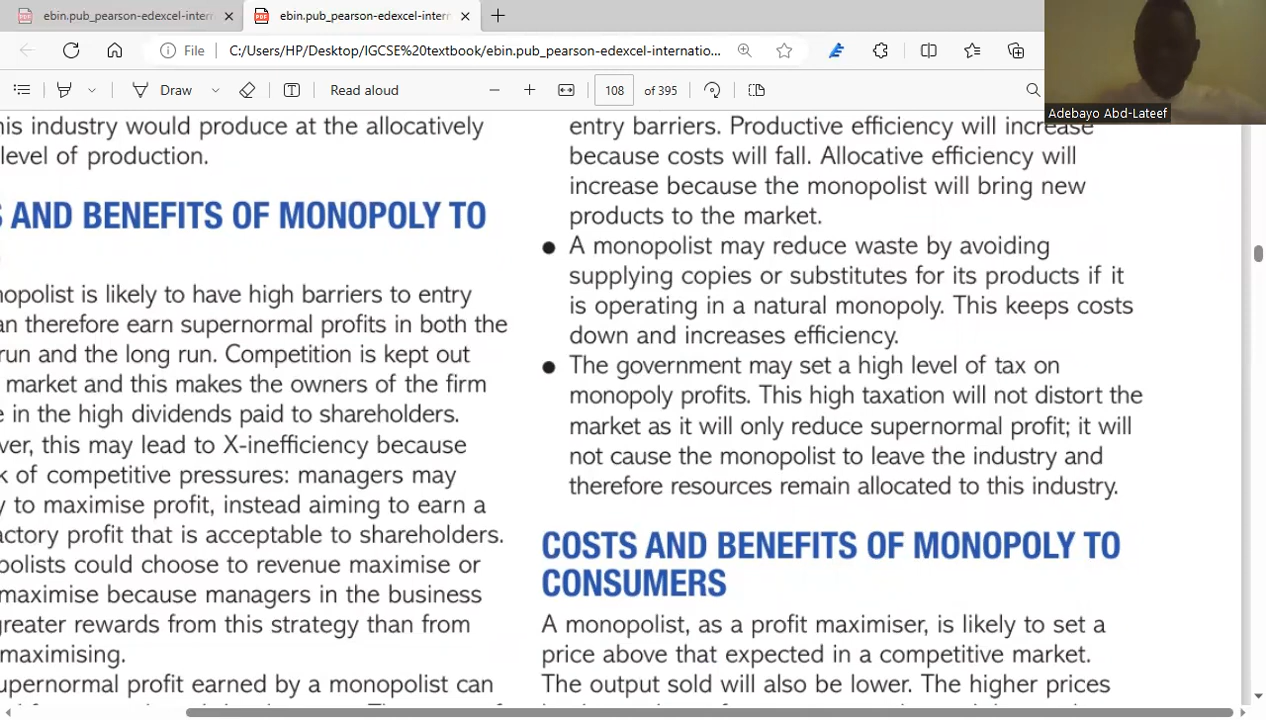 ebin.pub_pearson-edexcel-intern
ebin.pub_pearson-edexcel-intern
File
C:/Users/HP/Desktop/IGCSE%20textbook/ebin.pub_pearson-edexcel-internatio...
Draw
Read aloud
108
of 395
Adebayo Abd-Lateef
his industry would produce at the allocatively
level of production.
S AND BENEFITS OF MONOPOLY TO
nopolist is likely to have high barriers to entry
an therefore earn supernormal profits in both the
run and the long run. Competition is kept out
market and this makes the owners of the firm
e in the high dividends paid to shareholders.
ver, this may lead to X-inefficiency because
k of competitive pressures: managers may
y to maximise profit, instead aiming to earn a
actory profit that is acceptable to shareholders.
polists could choose to revenue maximise or
maximise because managers in the business
greater rewards from this strategy than from
maximising.
upernormal profit earned by a monopolist can
entry barriers. Productive efficiency will increase
because costs will fall. Allocative efficiency will
increase because the monopolist will bring new
products to the market.
● A monopolist may reduce waste by avoiding
supplying copies or substitutes for its products if it
is operating in a natural monopoly. This keeps costs
down and increases efficiency.
● The government may set a high level of tax on
monopoly profits. This high taxation will not distort the
market as it will only reduce supernormal profit; it will
not cause the monopolist to leave the industry and
therefore resources remain allocated to this industry.
COSTS AND BENEFITS OF MONOPOLY TO
CONSUMERS
A monopolist, as a profit maximiser, is likely to set a
price above that expected in a competitive market.
The output sold will also be lower. The higher prices